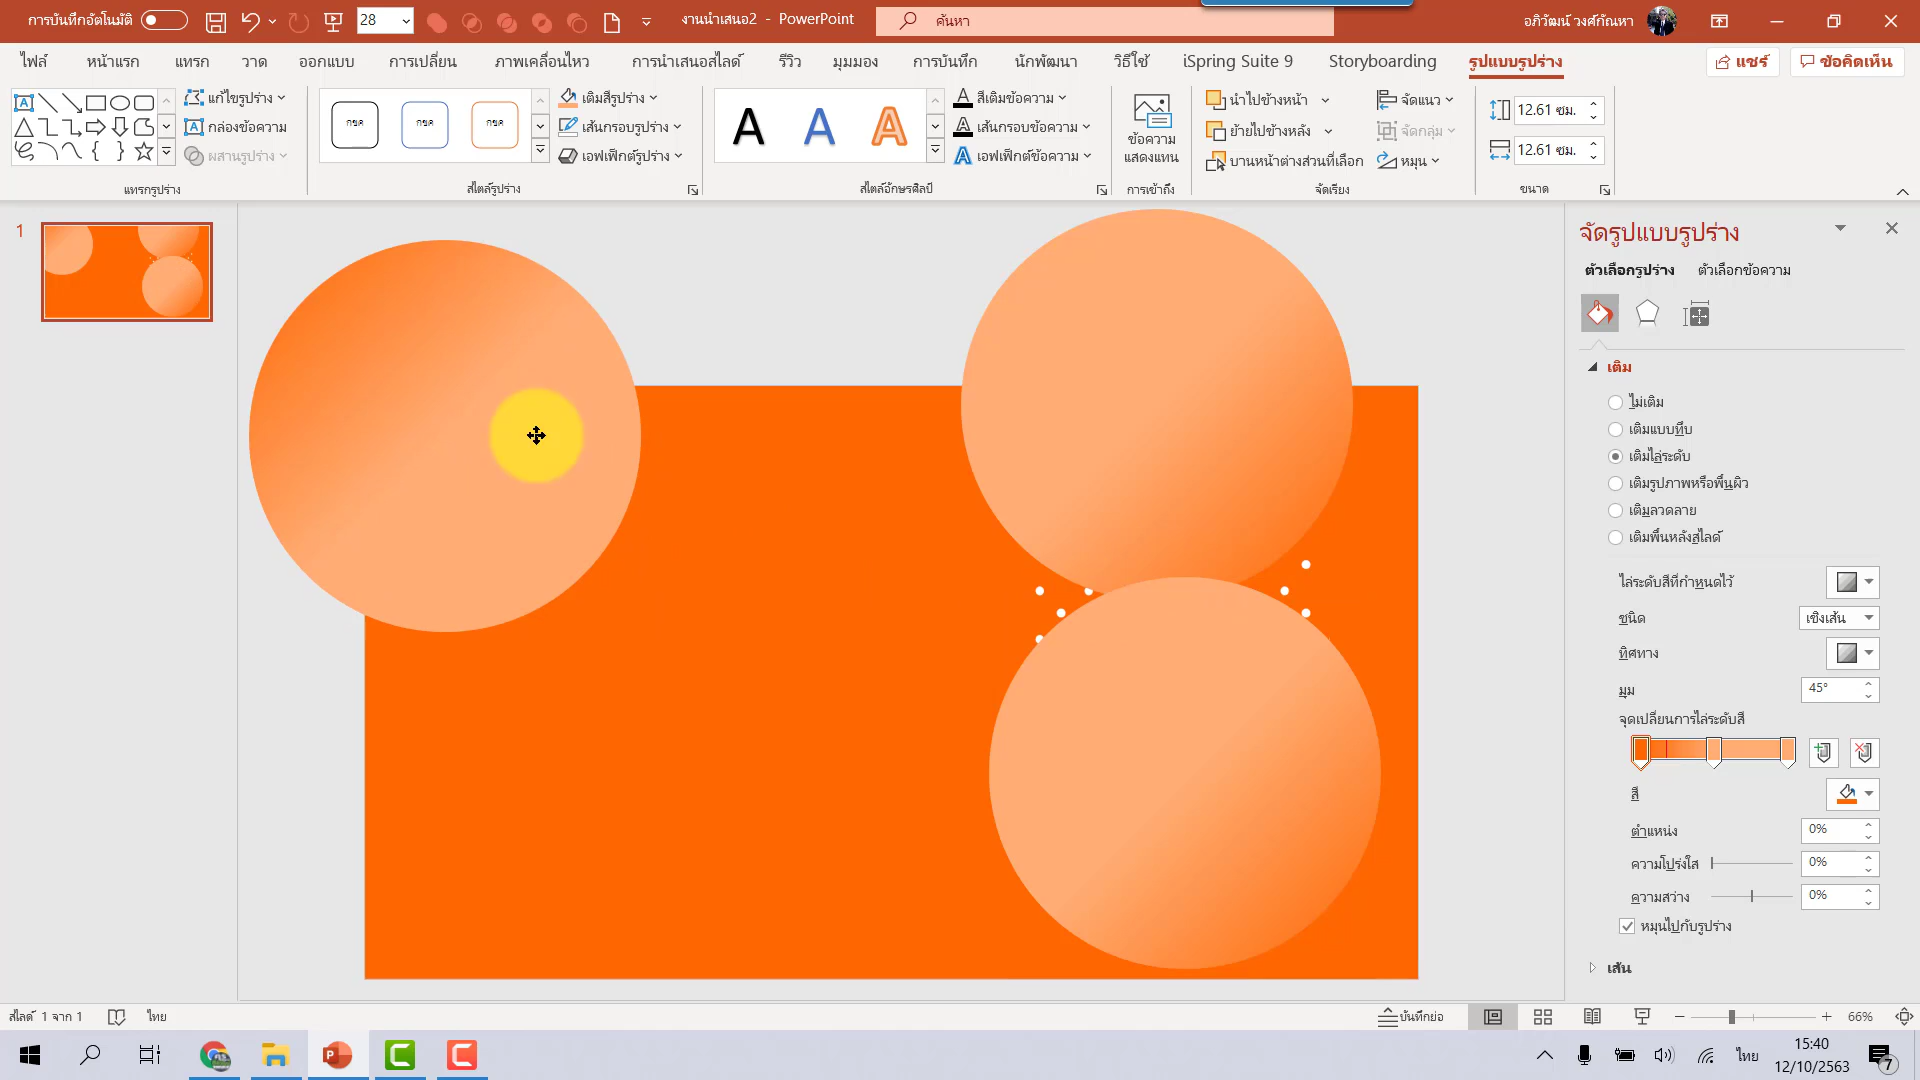 การบันทึกอัตโนมัติ
28
งานนำเสนอ2 - PowerPoint
ค้นหา
อภิวัฒน์ วงศ์กัณหา
ไฟล์ หน้าแรก แทรก วาด ออกแบบ การเปลี่ยน ภาพเคลื่อนไหว การนำเสนอสไลด์ รีวิว มุมมอง การบันทึก นักพัฒนา วิธีใช้ iSpring Suite 9 Storyboarding รูปแบบรูปร่าง
แชร์ ข้อคิดเห็น
แก้ไขรูปร่าง
กล่องข้อความ
ผสานรูปร่าง
แทรกรูปร่าง
กขค กขค กขค
เติมสีรูปร่าง
เส้นกรอบรูปร่าง
เอฟเฟ็กต์รูปร่าง
สไตล์รูปร่าง
A A A
สีเติมข้อความ
เส้นกรอบข้อความ
เอฟเฟ็กต์ข้อความ
สไตล์อักษรศิลป์
ข้อความ
แสดงแทน
การเข้าถึง
นำไปข้างหน้า
ย้ายไปข้างหลัง
บานหน้าต่างส่วนที่เลือก
จัดแนว
จัดกลุ่ม
หมุน
จัดเรียง
12.61 ซม.
12.61 ซม.
ขนาด
1
จัดรูปแบบรูปร่าง
ตัวเลือกรูปร่าง ตัวเลือกข้อความ
เติม
ไม่เติม
เติมแบบทึบ
เติมไล่ระดับ
เติมรูปภาพหรือพื้นผิว
เติมลวดลาย
เติมพื้นหลังสไลด์
ไล่ระดับสีที่กำหนดไว้
ชนิด เชิงเส้น
ทิศทาง
มุม 45°
จุดเปลี่ยนการไล่ระดับสี
สี
ตำแหน่ง 0%
ความโปร่งใส 0%
ความสว่าง 0%
หมุนไปกับรูปร่าง
เส้น
สไลด์ 1 จาก 1 ไทย
บันทึกย่อ
66%
ไทย
15:40
12/10/2563
7